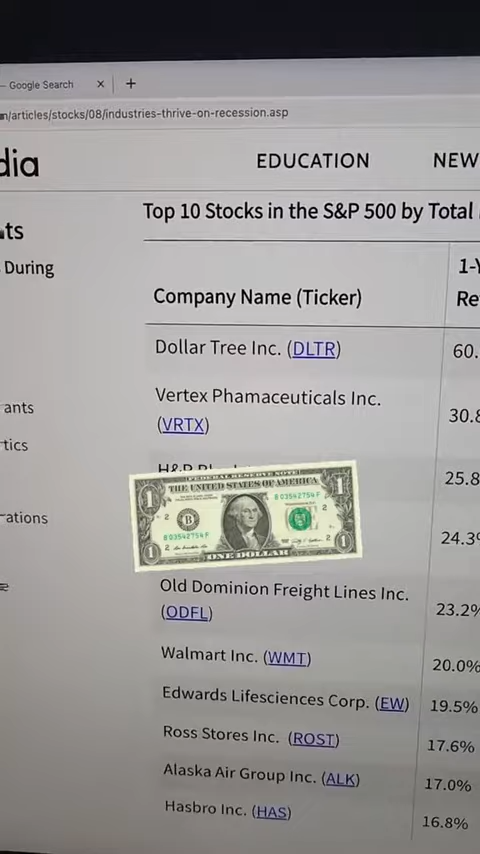 – Google Search
n/articles/stocks/08/industries-thrive-on-recession.asp
dia
EDUCATION
NEW
Top 10 Stocks in the S&P 500 by Total
ts
During
1-Y
Company Name (Ticker)
Re
Dollar Tree Inc. (DLTR)
60.
Vertex Phamaceuticals Inc.
(VRTX)
30.8
ants
tics
H&R
25.8
FEDERAL RESERVE NOTE
THE UNITED STATES OF AMERICA
B 03542754 F
ations
B 03542754 F
ONE DOLLAR
24.3%
Old Dominion Freight Lines Inc.
(ODFL)
23.2%
Walmart Inc. (WMT)
20.0%
Edwards Lifesciences Corp. (EW)
19.5%
Ross Stores Inc. (ROST)
17.6%
Alaska Air Group Inc. (ALK)
17.0%
Hasbro Inc. (HAS)
16.8%